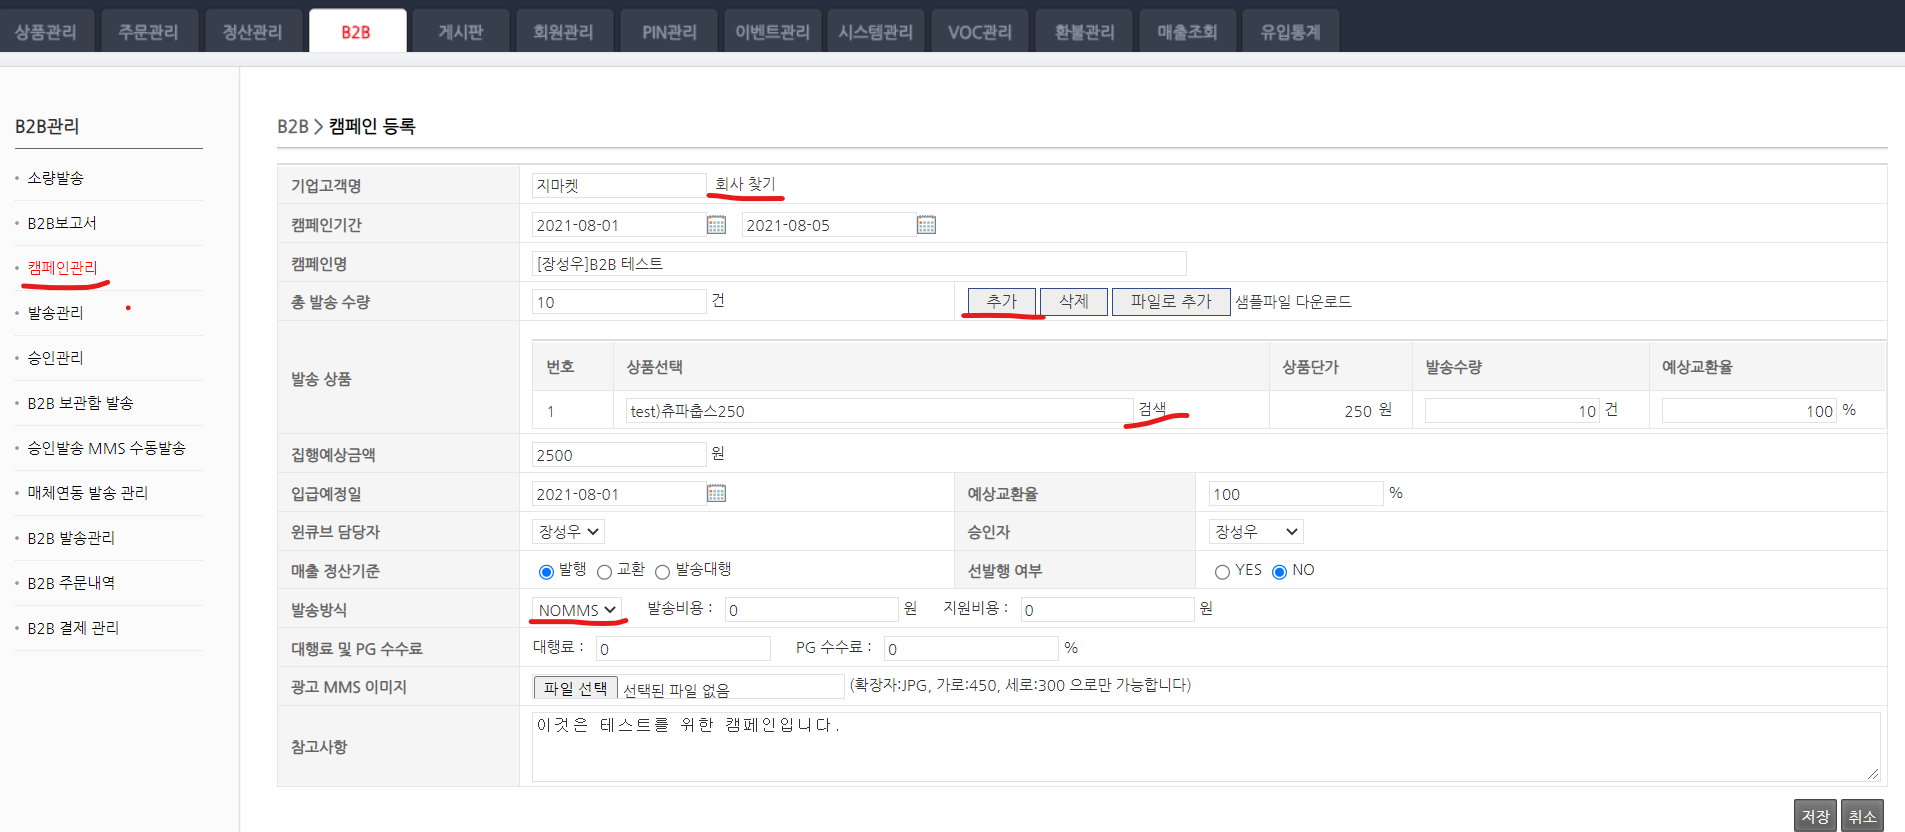 상품관리 주문관리 정산관리 B2B 게시판 회원관리 PIN관리 이벤트관리 시스템관리 VOC관리 환불관리 매출조회 유입통계
B2B관리
소량발송
B2B보고서
캠페인관리
발송관리
승인관리
B2B 보관함 발송
승인발송 MMS 수동발송
매체연동 발송 관리
B2B 발송관리
B2B 주문내역
B2B 결제 관리
B2B > 캠페인 등록
기업고객명 지마켓 회사 찾기
캠페인기간 2021-08-01 2021-08-05
캠페인명 [장성우]B2B 테스트
총 발송 수량 10 건 추가 삭제 파일로 추가 샘플파일 다운로드
발송 상품
번호 상품선택 상품단가 발송수량 예상교환율
1 test)츄파춥스250 검색 250 원 10 건 100 %
집행예상금액 2500 원
입급예정일 2021-08-01 예상교환율 100 %
윈큐브 담당자 장성우 승인자 장성우
매출 정산기준 발행 교환 발송대행 선발행 여부 YES NO
발송방식 NOMMS 발송비용 : 0 원 지원비용 : 0 원
대행료 및 PG 수수료 대행료 : 0 PG 수수료 : 0 %
광고 MMS 이미지 파일 선택 선택된 파일 없음 (확장자:JPG, 가로:450, 세로:300 으로만 가능합니다)
참고사항 이것은 테스트를 위한 캠페인입니다.
저장 취소